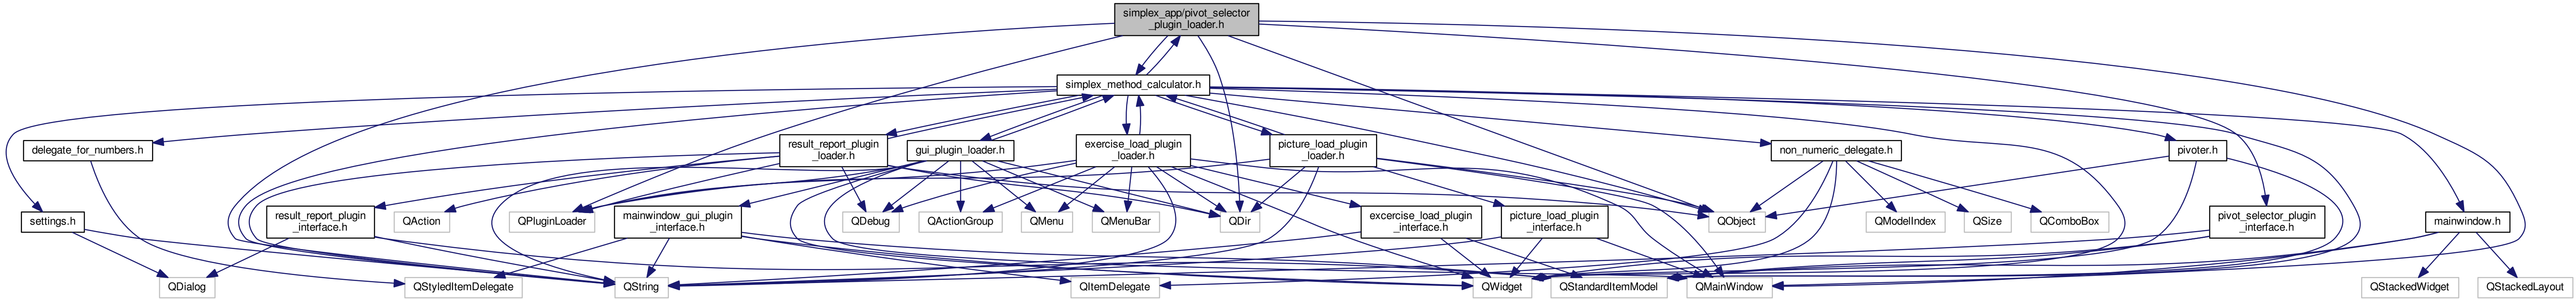 simplex_app/pivot_selector
_plugin_loader.h
simplex_method_calculator.h
delegate_for_numbers.h
result_report_plugin
_loader.h
gui_plugin_loader.h
exercise_load_plugin
_loader.h
picture_load_plugin
_loader.h
non_numeric_delegate.h
pivoter.h
settings.h
result_report_plugin
_interface.h
QAction
QPluginLoader
mainwindow_gui_plugin
_interface.h
QDebug
QActionGroup
QMenu
QMenuBar
QDir
excercise_load_plugin
_interface.h
picture_load_plugin
_interface.h
QObject
QModelIndex
QSize
QComboBox
pivot_selector_plugin
_interface.h
mainwindow.h
QDialog
QStyledItemDelegate
QString
QItemDelegate
QWidget
QStandardItemModel
QMainWindow
QStackedWidget
QStackedLayout